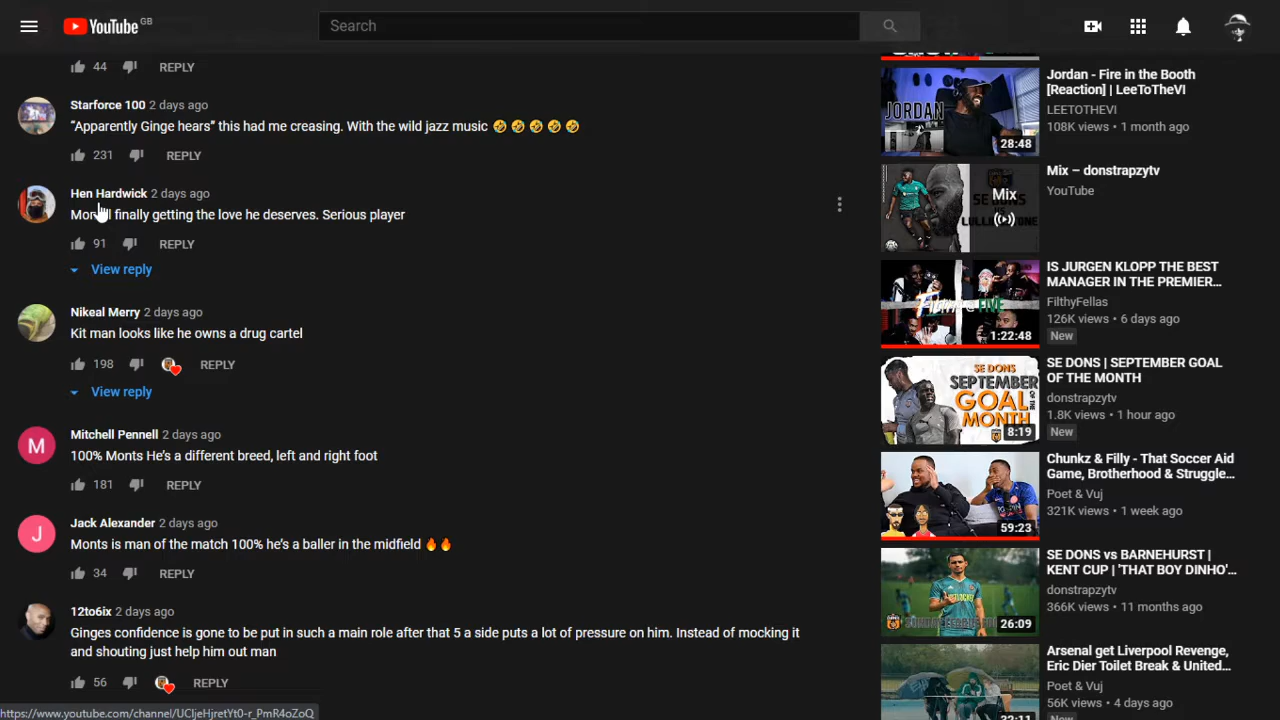 YouTube GB
Search
44 REPLY
Starforce 100 2 days ago
“Apparently Ginge hears” this had me creasing. With the wild jazz music 🤣 🤣 🤣 🤣 🤣
231 REPLY
Hen Hardwick 2 days ago
finally getting the love he deserves. Serious player
91 REPLY
View reply
Nikeal Merry 2 days ago
Kit man looks like he owns a drug cartel
198 REPLY
View reply
M
Mitchell Pennell 2 days ago
100% Monts He's a different breed, left and right foot
181 REPLY
J
Jack Alexander 2 days ago
Monts is man of the match 100% he's a baller in the midfield 🔥🔥
34 REPLY
12to6ix 2 days ago
Ginges confidence is gone to be put in such a main role after that 5 a side puts a lot of pressure on him. Instead of mocking it
and shouting just help him out man
56 REPLY
https://www.youtube.com/channel/UCljeHjretYt0-r_PmR4oZoQ
JORDAN
28:48
Jordan - Fire in the Booth
[Reaction] | LeeToTheVI
LEETOTHEVI
108K views • 1 month ago
Mix
Mix – donstrapzytv
YouTube
1:22:48
IS JURGEN KLOPP THE BEST
MANAGER IN THE PREMIER...
FilthyFellas
126K views • 6 days ago
New
SE DONS
SEPTEMBER
GOAL
OF THE
MONTH
8:19
SE DONS | SEPTEMBER GOAL
OF THE MONTH
donstrapzytv
1.8K views • 1 hour ago
New
59:23
Chunkz & Filly - That Soccer Aid
Game, Brotherhood & Struggle...
Poet & Vuj
321K views • 1 week ago
26:09
SE DONS vs BARNEHURST |
KENT CUP | 'THAT BOY DINHO'...
donstrapzytv
366K views • 11 months ago
32:11
Arsenal get Liverpool Revenge,
Eric Dier Toilet Break & United...
Poet & Vuj
56K views • 4 days ago
New